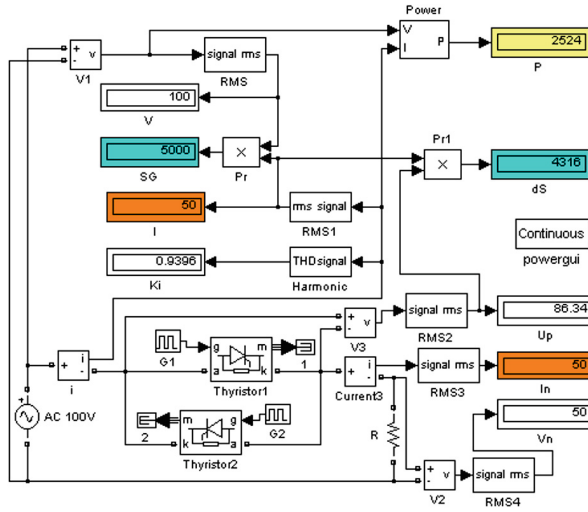 Power
V
I
P
2524
P
+
-
v
V1
signal rms
RMS
100
V
5000
SG
×
Pr
Pr1
×
4316
dS
50
I
rms signal
RMS1
Continuous
powergui
0.9396
Ki
THD signal
Harmonic
+
-
v
V3
signal rms
RMS2
86.34
Up
+
i
-
i
G1
g
m
a
k
Thyristor1
1
+
i
-
Current3
signal rms
RMS3
50
In
+
AC 100V
2
m
g
k
a
Thyristor2
G2
R
50
Vn
+
-
v
V2
signal rms
RMS4